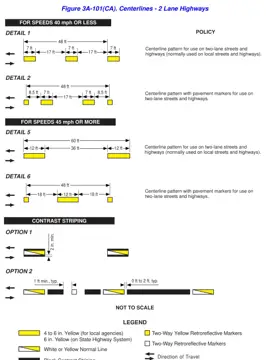 Figure 3A-101(CA). Centerlines - 2 Lane Highways
FOR SPEEDS 40 mph OR LESS
DETAIL 1
POLICY
48 ft
7 ft
17 ft
7 ft
17 ft
7 ft
Centerline pattern for use on two-lane streets and
highways (normally used on local streets and highways).
DETAIL 2
48 ft
8.5 ft
7 ft
17 ft
7 ft
8.5 ft
Centerline pattern with pavement markers for use on
two-lane streets and highways.
FOR SPEEDS 45 mph OR MORE
DETAIL 5
60 ft
12 ft
36 ft
12 ft
Centerline pattern for use on two-lane streets and
highways (normally used on local streets and highways).
DETAIL 6
48 ft
18 ft
12 ft
18 ft
Centerline pattern with pavement markers for use on
two-lane streets and highways.
CONTRAST STRIPING
OPTION 1
OPTION 2
1 ft min., typ.
0 ft to 3 ft, typ.
NOT TO SCALE
LEGEND
4 to 6 in. Yellow (for local agencies)
6 in. Yellow (on State Highway System)
White or Yellow Normal Line
Black Contrast Striping
Two-Way Yellow Retroreflective Markers
Two-Way Retroreflective Markers
Direction of Travel